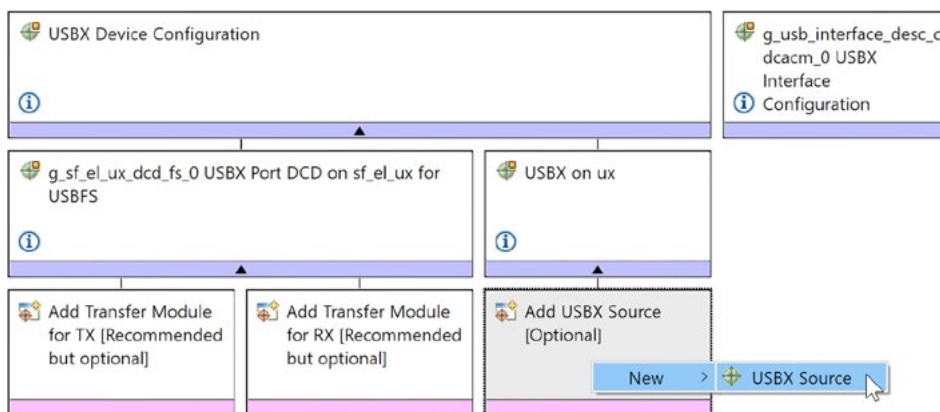 USBX Device Configuration
g_usb_interface_desc_c
dcacm_0 USBX
Interface
Configuration
g_sf_el_ux_dcd_fs_0 USBX Port DCD on sf_el_ux for
USBFS
USBX on ux
Add Transfer Module
for TX [Recommended
but optional]
Add Transfer Module
for RX [Recommended
but optional]
Add USBX Source
[Optional]
New >
USBX Source